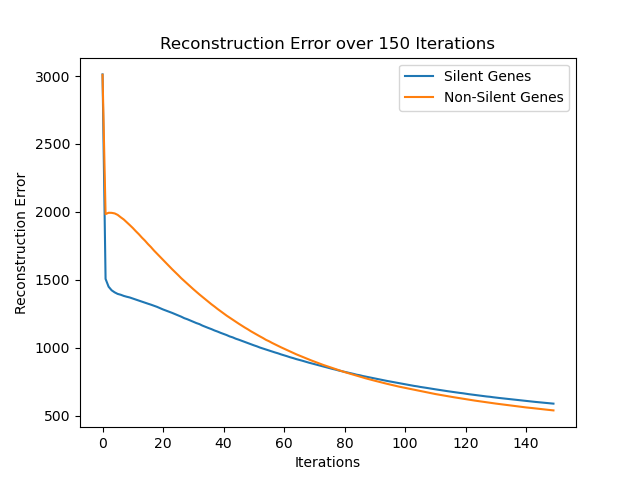 Reconstruction Error over 150 Iterations
Silent Genes
Non-Silent Genes
Reconstruction Error
3000
2500
2000
1500
1000
500
0 20 40 60 80 100 120 140
Iterations